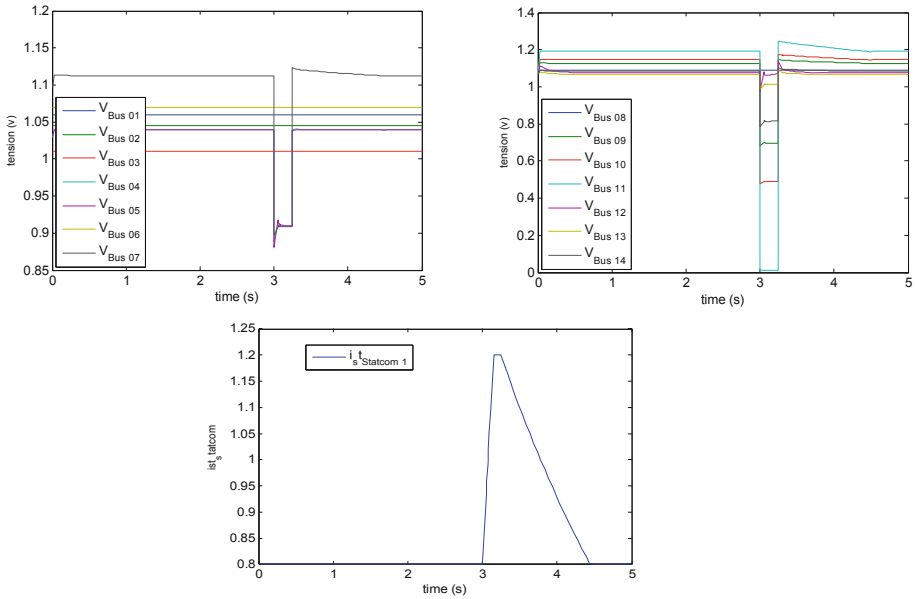 1.2
1.15
1.1
1.05
1
0.95
0.9
0.85
tension (v)
V Bus 01
V Bus 02
V Bus 03
V Bus 04
V Bus 05
V Bus 06
V Bus 07
0 1 2 3 4 5
time (s)
1.4
1.2
1
0.8
0.6
0.4
0.2
0
tension (v)
V Bus 08
V Bus 09
V Bus 10
V Bus 11
V Bus 12
V Bus 13
V Bus 14
0 1 2 3 4 5
time (s)
1.25
1.2
1.15
1.1
1.05
1
0.95
0.9
0.85
0.8
ist_s tatcom
i_s t_Statcom 1
0 1 2 3 4 5
time (s)